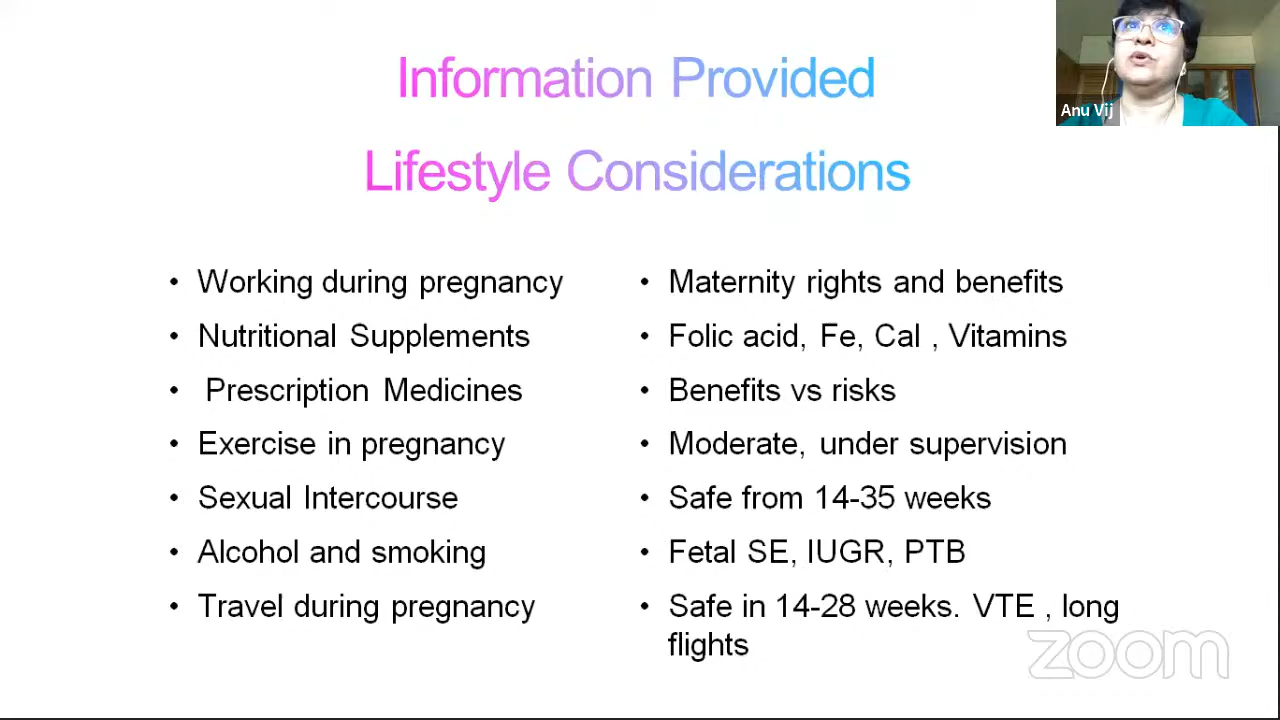 Information Provided
Lifestyle Considerations
Anu Vij
• Working during pregnancy
• Nutritional Supplements
• Prescription Medicines
• Exercise in pregnancy
• Sexual Intercourse
• Alcohol and smoking
• Travel during pregnancy
• Maternity rights and benefits
• Folic acid, Fe, Cal , Vitamins
• Benefits vs risks
• Moderate, under supervision
• Safe from 14-35 weeks
• Fetal SE, IUGR, PTB
• Safe in 14-28 weeks. VTE , long
flights
zoom